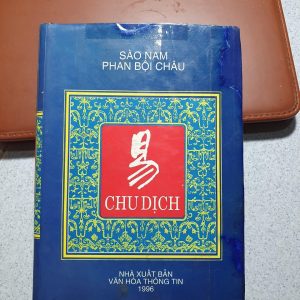 SÀO NAM
PHAN BỘI CHÂU
易
CHU DỊCH
NHÀ XUẤT BẢN
VĂN HÓA THÔNG TIN
1996